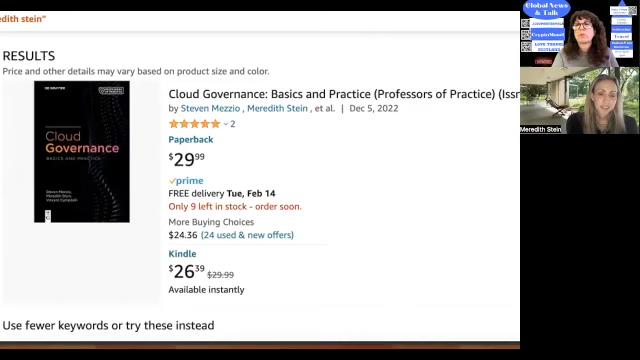 edith stein"
RESULTS
Price and other details may vary based on product size and color.
Cloud
Governance
BASICS AND PRACTICE
Cloud Governance: Basics and Practice (Professors of Practice) (Issn
by Steven Mezzio, Meredith Stein, et al. | Dec 5, 2022
2
Paperback
$29.99
prime
FREE delivery Tue, Feb 14
Only 9 left in stock - order soon.
More Buying Choices
$24.36 (24 used & new offers)
Kindle
$26.39 $29.99
Available instantly
Use fewer keywords or try these instead
Global News
& Talk
LOVE TRAVEL
Travel
Meredith Stein